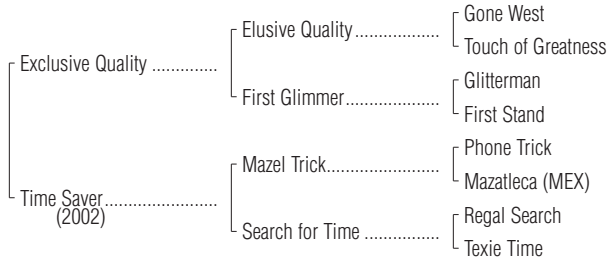 Gone West
Elusive Quality
Touch of Greatness
Exclusive Quality
Glitterman
First Glimmer
First Stand
Phone Trick
Mazel Trick
Mazatleca (MEX)
Time Saver
(2002)
Regal Search
Search for Time
Texie Time